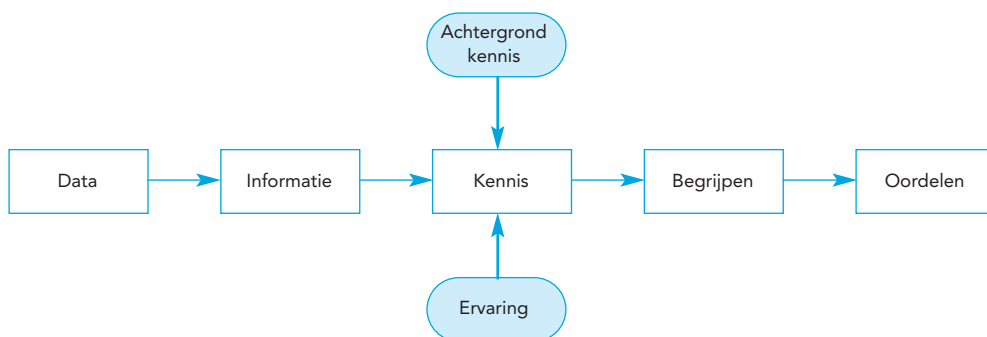 Achtergrond
kennis
Data
Informatie
Kennis
Begrijpen
Oordelen
Ervaring